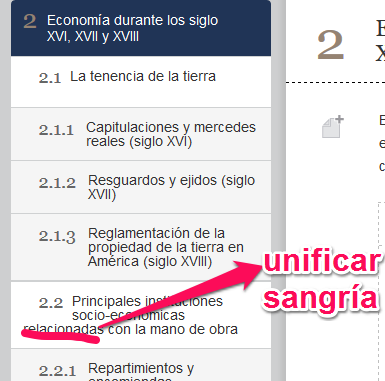 2 Economía durante los siglo
XVI, XVII y XVIII
2.1 La tenencia de la tierra
2.1.1 Capitulaciones y mercedes
reales (siglo XVI)
2.1.2 Resguardos y ejidos (siglo
XVII)
2.1.3 Reglamentación de la
propiedad de la tierra en
América (siglo XVIII)
2.2 Principales instituciones
socio-económicas
relacionadas con la mano de obra
2.2.1 Repartimientos y
encomiendas
2
unificar
sangría